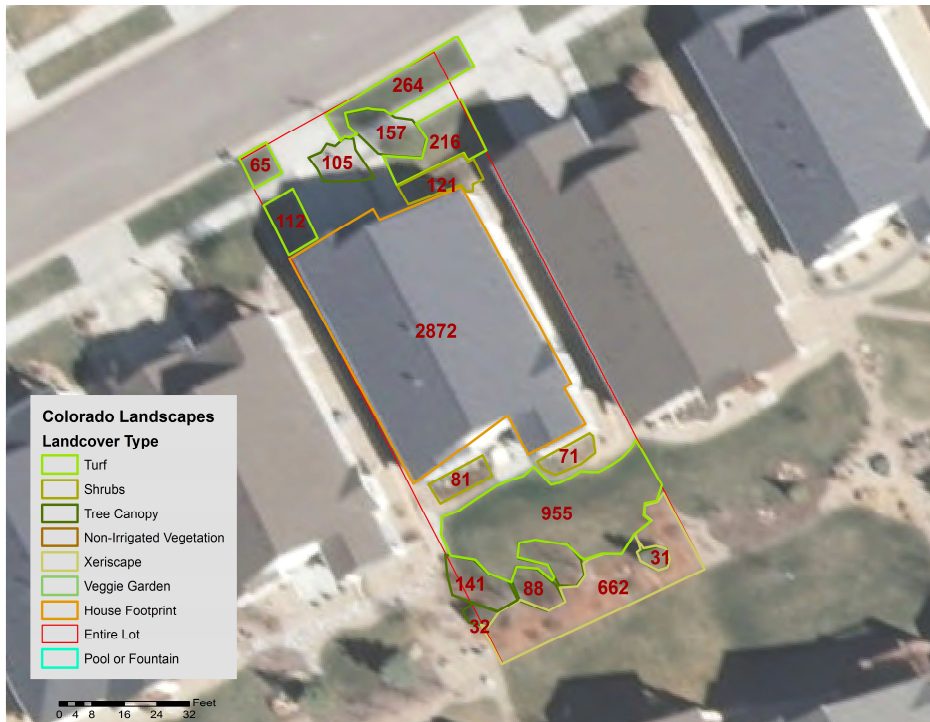 264
157
216
65
105
121
112
2872
81
71
955
31
141
88
662
32
Colorado Landscapes
Landcover Type
Turf
Shrubs
Tree Canopy
Non-Irrigated Vegetation
Xeriscape
Veggie Garden
House Footprint
Entire Lot
Pool or Fountain
Feet
0 4 8 16 24 32